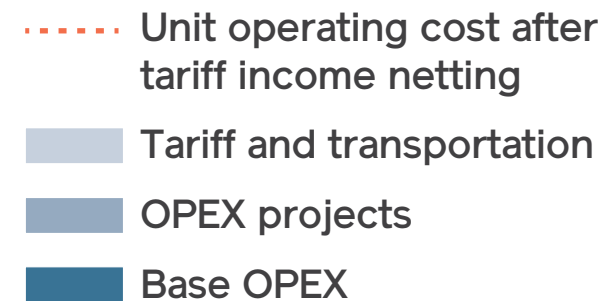 Unit operating cost after
tariff income netting
Tariff and transportation
OPEX projects
Base OPEX